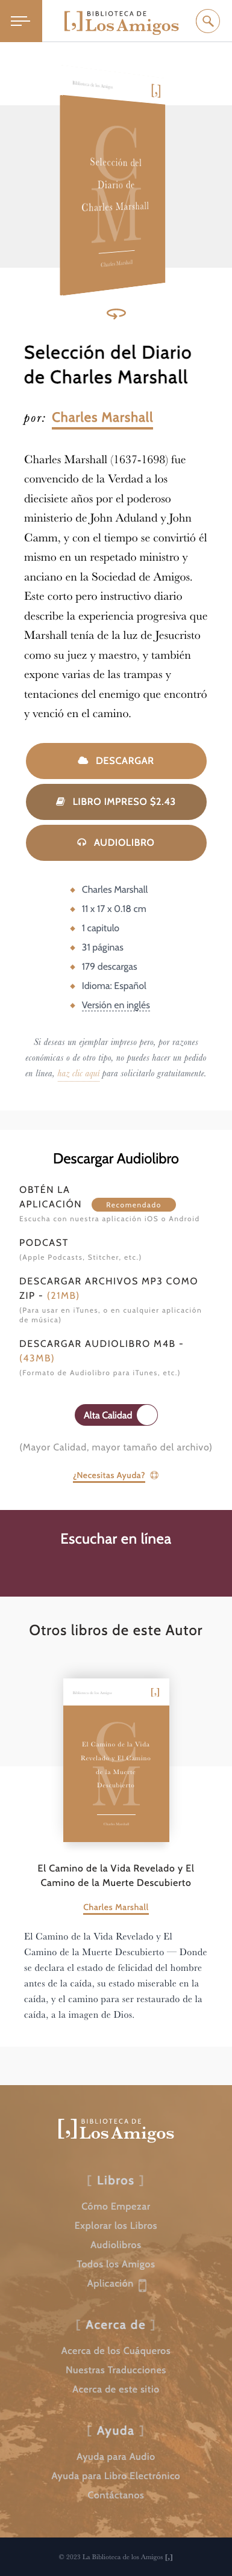 [,] BIBLIOTECA DE
Los Amigos
Biblioteca de los Amigos
[,]
CM
Selección del
Diario de
Charles Marshall
Charles Marshall
Selección del Diario
de Charles Marshall
por: Charles Marshall
Charles Marshall (1637-1698) fue
convencido de la Verdad a los
diecisiete años por el poderoso
ministerio de John Aduland y John
Camm, y con el tiempo se convirtió él
mismo en un respetado ministro y
anciano en la Sociedad de Amigos.
Este corto pero instructivo diario
describe la experiencia progresiva que
Marshall tenía de la luz de Jesucristo
como su juez y maestro, y también
expone varias de las trampas y
tentaciones del enemigo que encontró
y venció en el camino.
DESCARGAR
LIBRO IMPRESO $2.43
AUDIOLIBRO
Charles Marshall
11 x 17 x 0.18 cm
1 capitulo
31 páginas
179 descargas
Idioma: Español
Versión en inglés
Si deseas un ejemplar impreso pero, por razones
económicas o de otro tipo, no puedes hacer un pedido
en línea, haz clic aquí para solicitarlo gratuitamente.
Descargar Audiolibro
OBTÉN LA
APLICACIÓN Recomendado
Escucha con nuestra aplicación iOS o Android
PODCAST
(Apple Podcasts, Stitcher, etc.)
DESCARGAR ARCHIVOS MP3 COMO
ZIP - (21MB)
(Para usar en iTunes, o en cualquier aplicación
de música)
DESCARGAR AUDIOLIBRO M4B -
(43MB)
(Formato de Audiolibro para iTunes, etc.)
Alta Calidad
(Mayor Calidad, mayor tamaño del archivo)
¿Necesitas Ayuda?
Escuchar en línea
Otros libros de este Autor
Biblioteca de los Amigos [,]
CM
El Camino de la Vida
Revelado y El Camino
de la Muerte
Descubierto
Charles Marshall
El Camino de la Vida Revelado y El
Camino de la Muerte Descubierto
Charles Marshall
El Camino de la Vida Revelado y El
Camino de la Muerte Descubierto — Donde
se declara el estado de felicidad del hombre
antes de la caída, su estado miserable en la
caída, y el camino para ser restaurado de la
caída, a la imagen de Dios.
[,] BIBLIOTECA DE
Los Amigos
[ Libros ]
Cómo Empezar
Explorar los Libros
Audiolibros
Todos los Amigos
Aplicación
[ Acerca de ]
Acerca de los Cuáqueros
Nuestras Traducciones
Acerca de este sitio
[ Ayuda ]
Ayuda para Audio
Ayuda para Libro Electrónico
Contáctanos
© 2023 La Biblioteca de los Amigos [,]